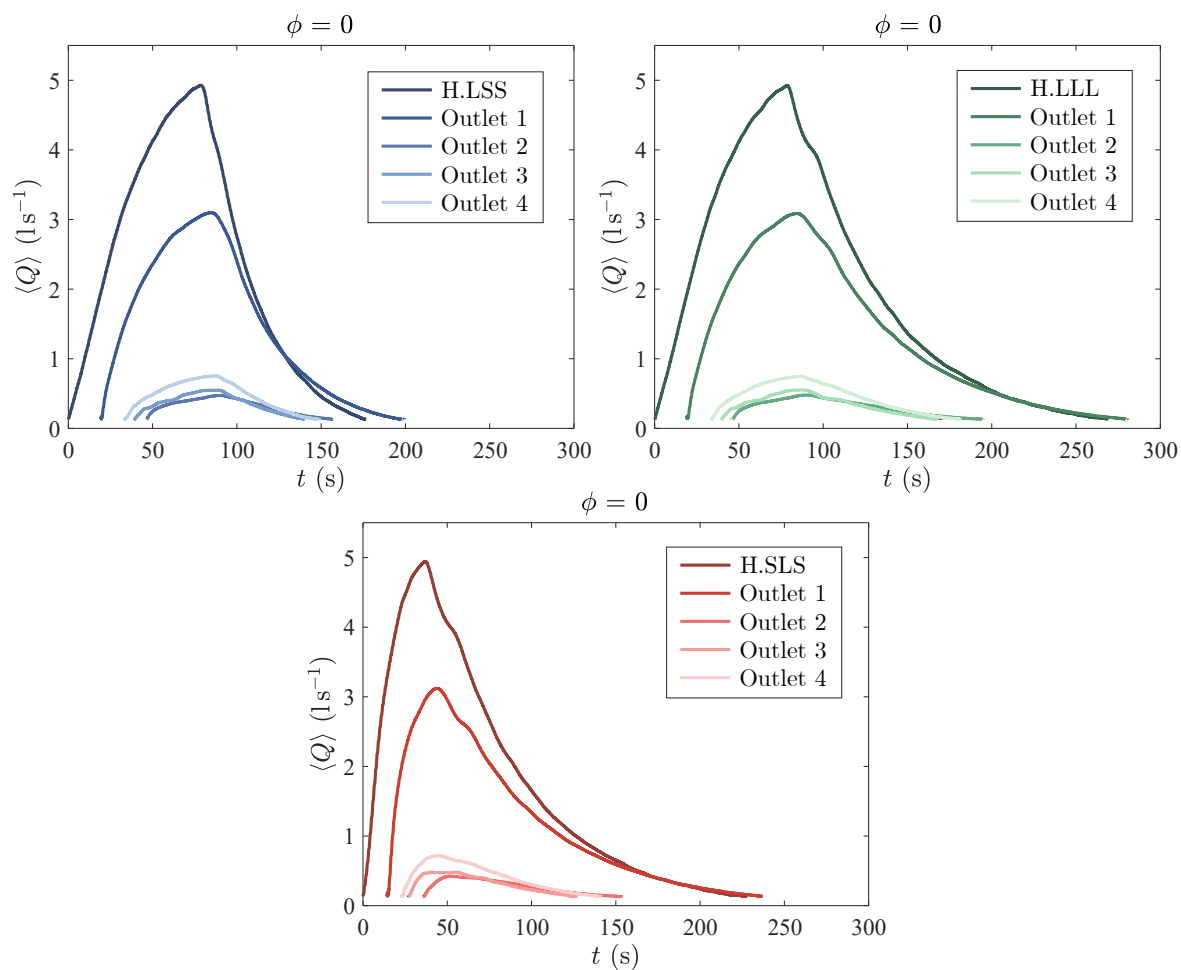 ϕ = 0
5
4
3
2
1
0
⟨Q⟩ (l s⁻¹)
0 50 100 150 200 250 300
t (s)
H.LSS
Outlet 1
Outlet 2
Outlet 3
Outlet 4
ϕ = 0
5
4
3
2
1
0
⟨Q⟩ (l s⁻¹)
0 50 100 150 200 250 300
t (s)
H.LLL
Outlet 1
Outlet 2
Outlet 3
Outlet 4
ϕ = 0
5
4
3
2
1
0
⟨Q⟩ (l s⁻¹)
0 50 100 150 200 250 300
t (s)
H.SLS
Outlet 1
Outlet 2
Outlet 3
Outlet 4